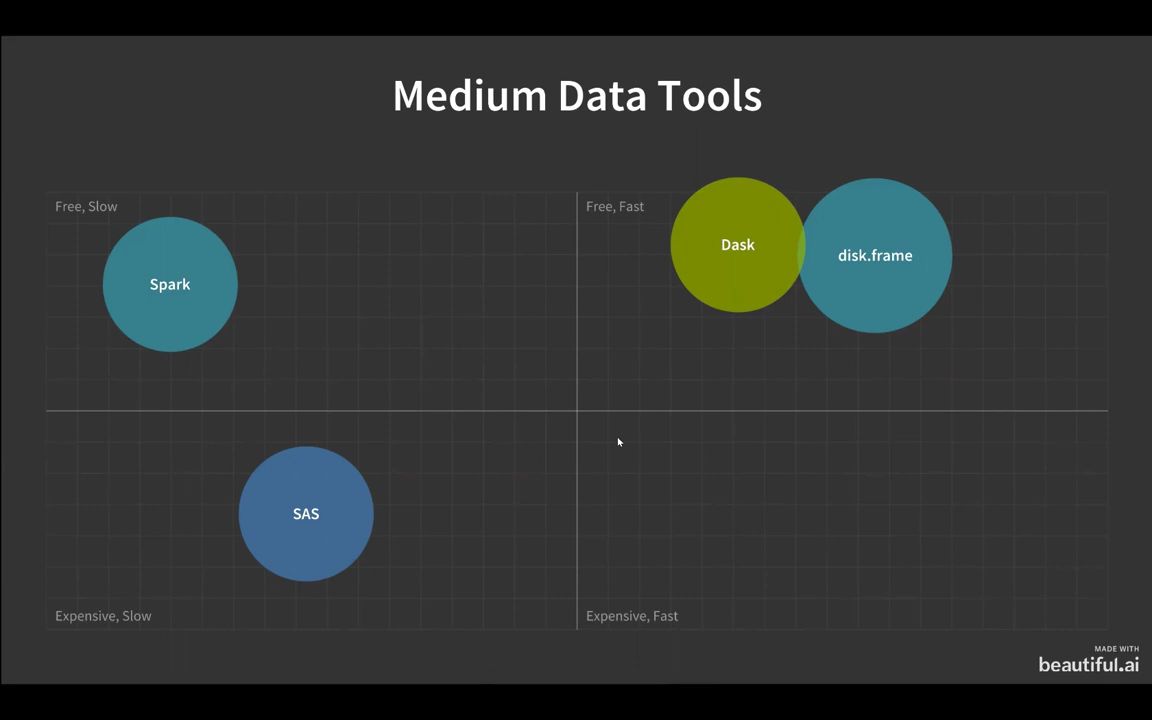 Medium Data Tools
Free, Slow
Free, Fast
Spark
Dask
disk.frame
SAS
Expensive, Slow
Expensive, Fast
MADE WITH
beautiful.ai